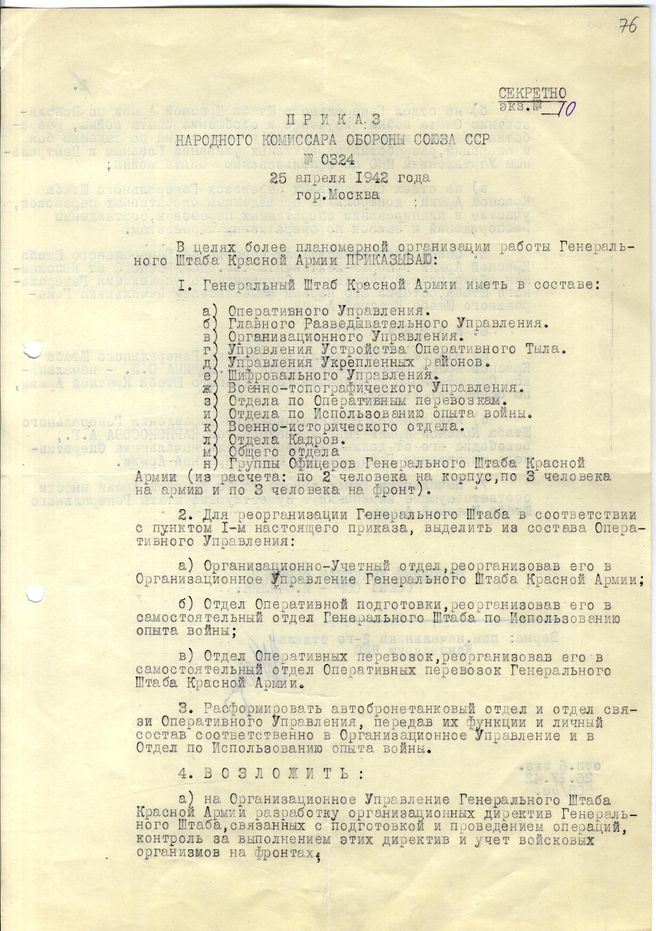 76
СЕКРЕТНО
экз.№ 10
П Р И К А З
НАРОДНОГО КОМИССАРА ОБОРОНЫ СОЮЗА ССР
№ 0324
25 апреля 1942 года
гор.Москва
В целях более планомерной организации работы Генераль-
ного Штаба Красной Армии ПРИКАЗЫВАЮ:
I. Генеральный Штаб Красной Армии иметь в составе:
а) Оперативного Управления.
б) Главного Разведывательного Управления.
в) Организационного Управления.
г) Управления Устройства Оперативного Тыла.
д) Управления Укрепленных районов.
е) Шифровального Управления.
ж) Военно-топографического Управления.
з) Отдела по Оперативным перевозкам.
и) Отдела по Использованию опыта войны.
к) Военно-исторического отдела.
л) Отдела Кадров.
м) Общего отдела
н) Группы Офицеров Генерального Штаба Красной
Армии (из расчета: по 2 человека на корпус,по 3 человека
на армию и по 3 человека на фронт).
2. Для реорганизации Генерального Штаба в соответствии
с пунктом I-м настоящего приказа, выделить из состава Опера-
тивного Управления:
а) Организационно-Учетный отдел,реорганизовав его в
Организационное Управление Генерального Штаба Красной Армии;
б) Отдел Оперативной подготовки,реорганизовав его в
самостоятельный отдел Генерального Штаба по Использованию
опыта войны;
в) Отдел Оперативных перевозок,реорганизовав его в
самостоятельный отдел Оперативных перевозок Генерального
Штаба Красной Армии.
3. Расформировать автобронетанковый отдел и отдел свя-
зи Оперативного Управления, передав их функции и личный
состав соответственно в Организационное Управление и в
Отдел по Использованию опыта войны.
4. В О З Л О Ж И Т Ь :
а) на Организационное Управление Генерального Штаба
Красной Армии разработку организационных директив Генераль-
ного Штаба,связанных с подготовкой и проведением операций,
контроль за выполнением этих директив и учет войсковых
организмов на фронтах;